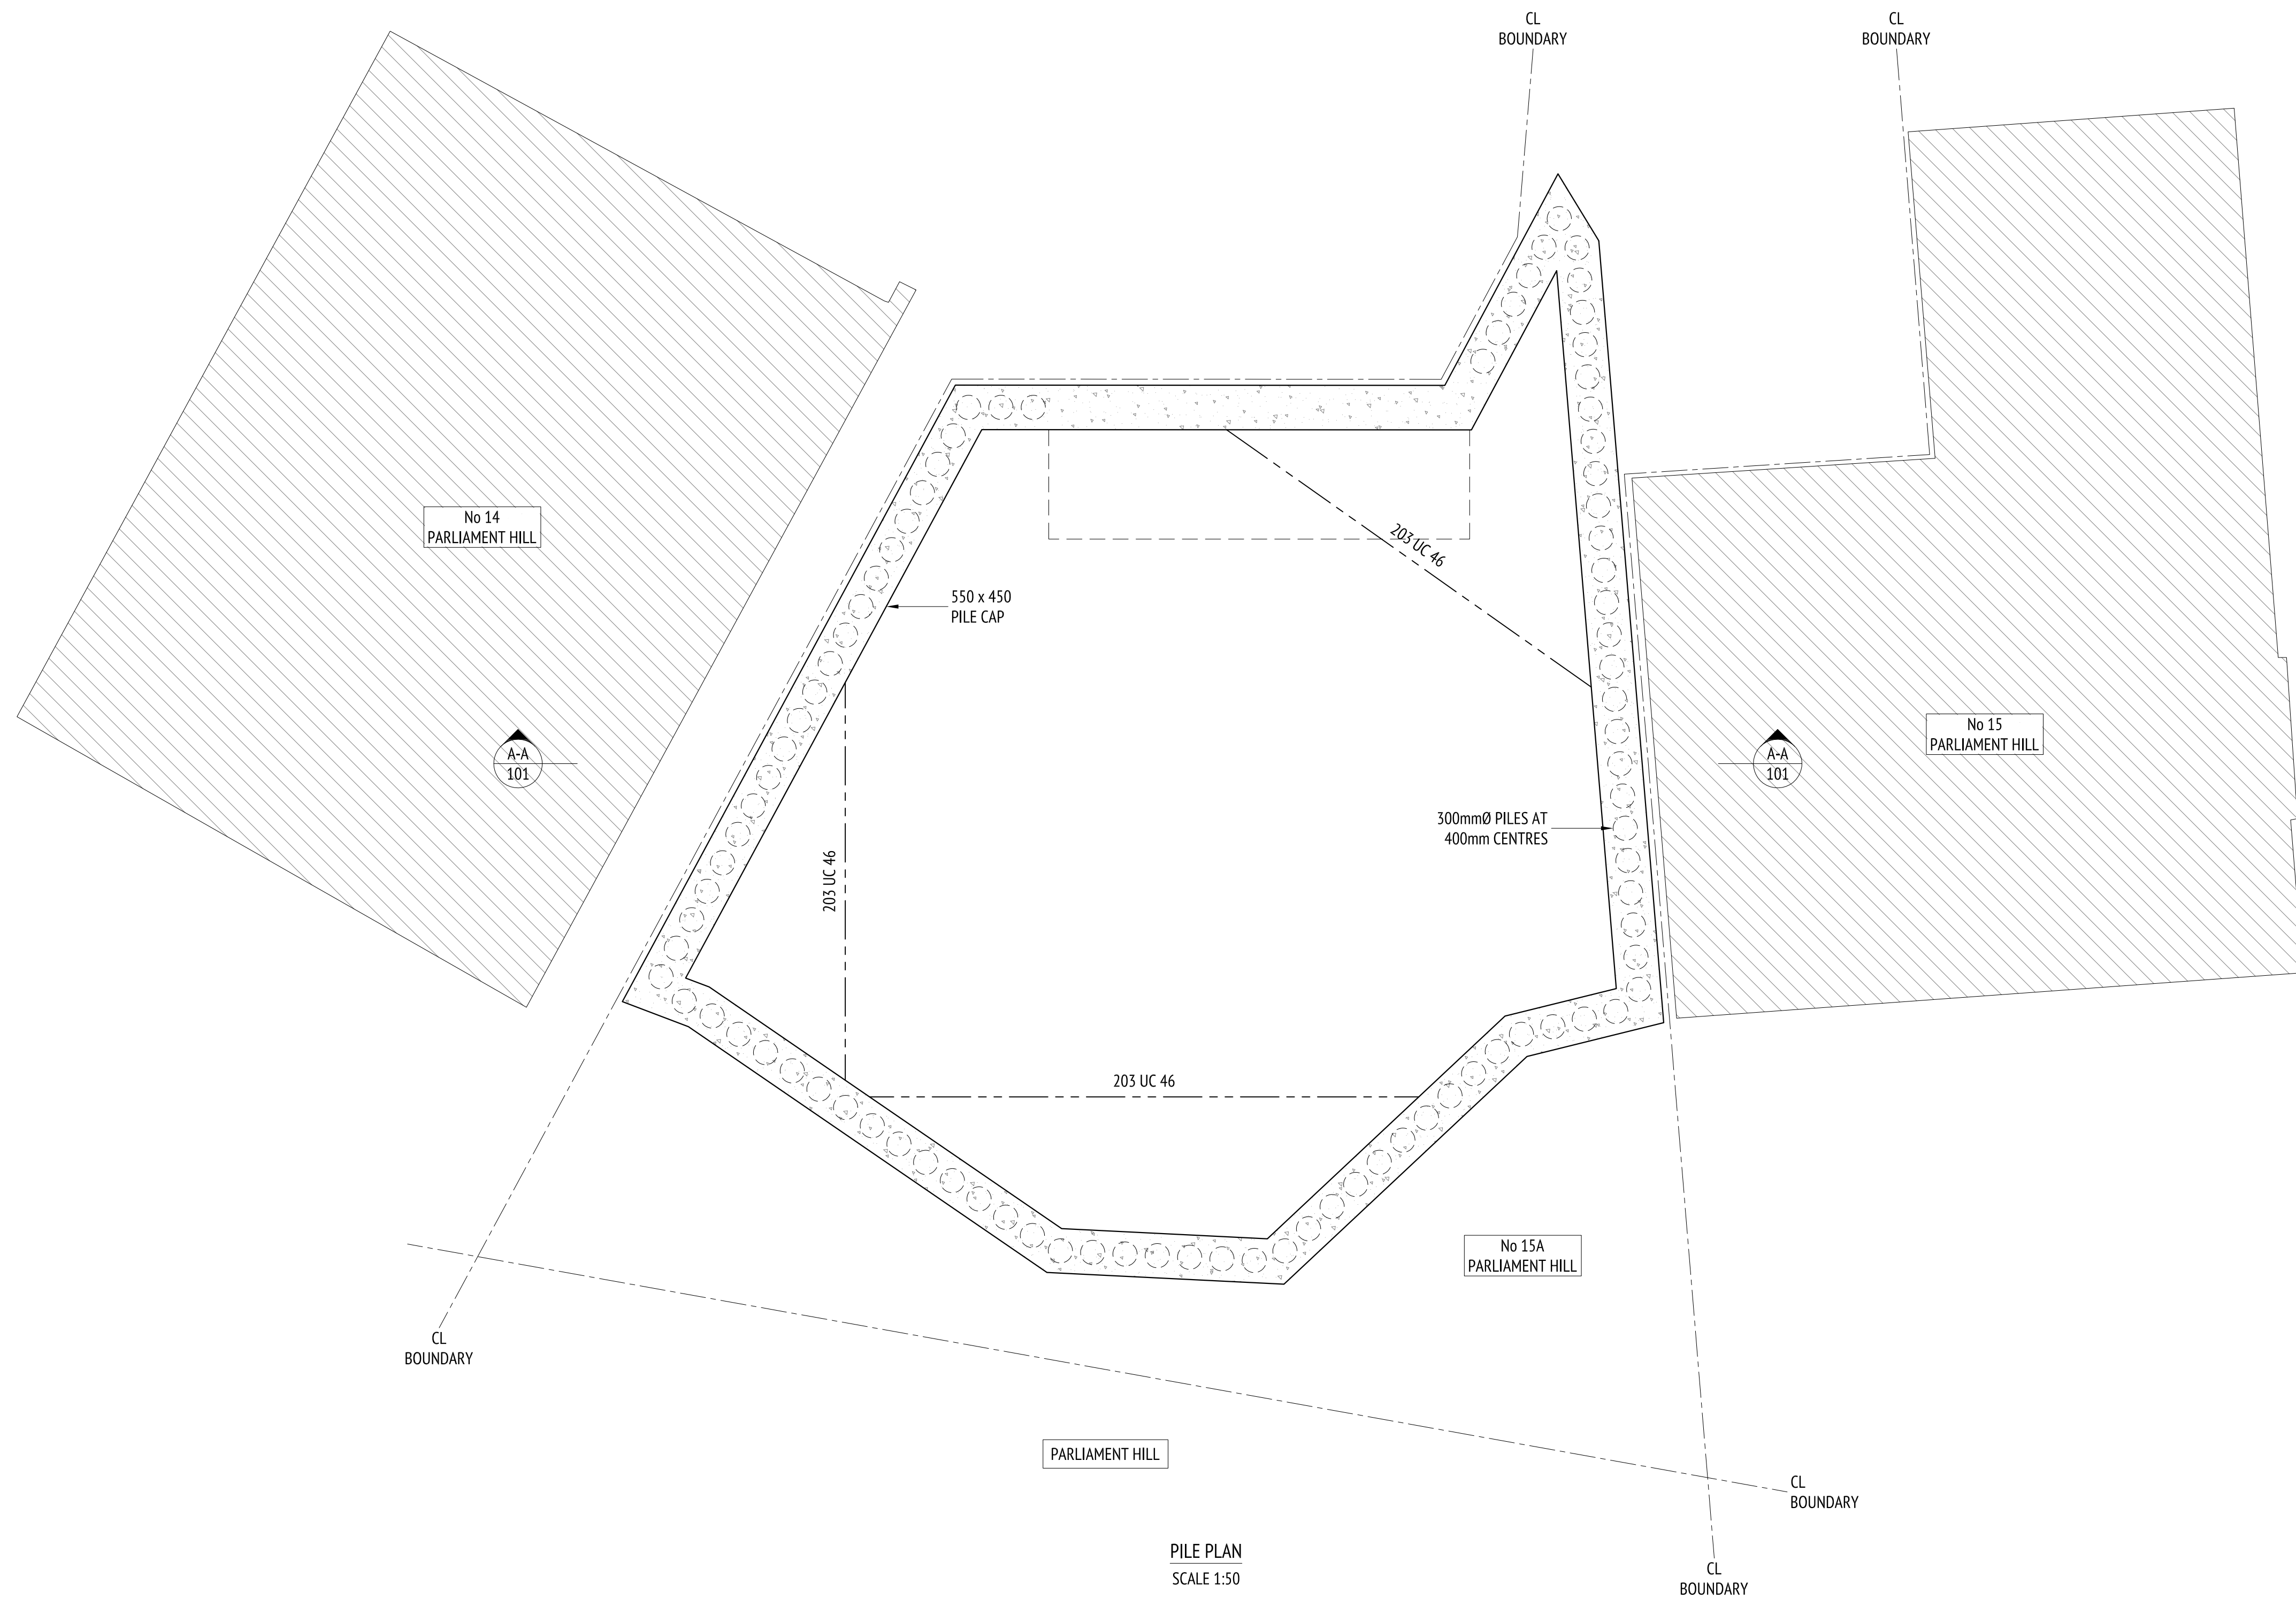 CL
BOUNDARY
CL
BOUNDARY
No 14
PARLIAMENT HILL
203 UC 46
550 x 450
PILE CAP
A-A
101
No 15
PARLIAMENT HILL
A-A
101
300mmØ PILES AT
400mm CENTRES
203 UC 46
203 UC 46
No 15A
PARLIAMENT HILL
CL
BOUNDARY
PARLIAMENT HILL
CL
BOUNDARY
PILE PLAN
SCALE 1:50
CL
BOUNDARY